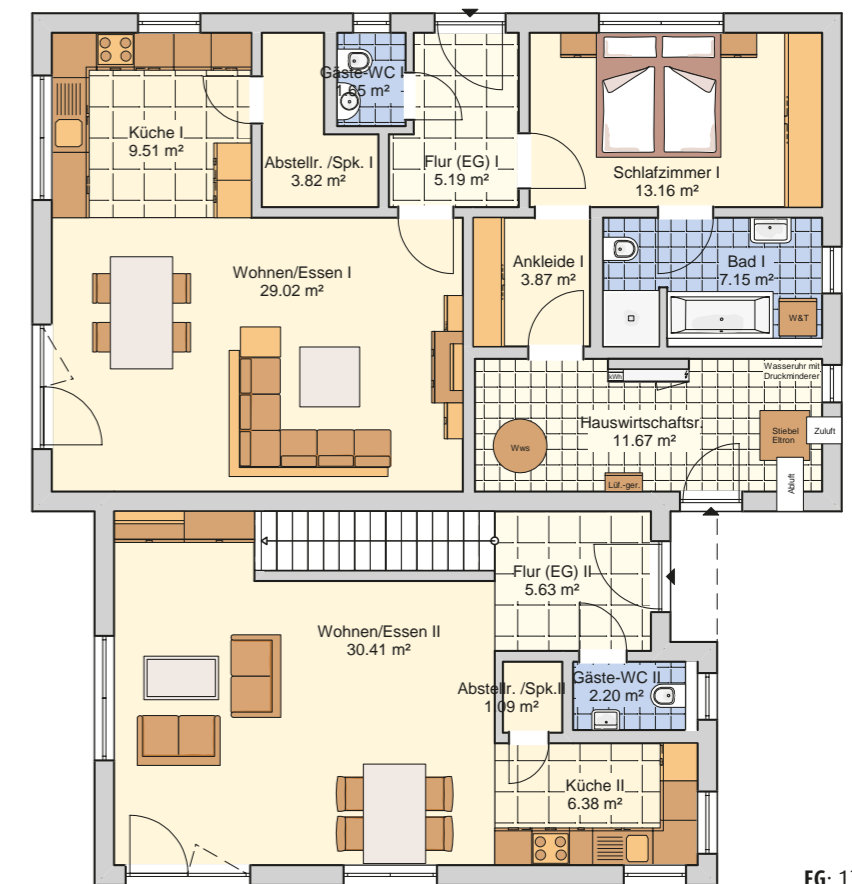 Gäste-WC I
1.65 m²
Küche I
9.51 m²
Abstellr. /Spk. I
3.82 m²
Flur (EG) I
5.19 m²
Schlafzimmer I
13.16 m²
Wohnen/Essen I
29.02 m²
Ankleide I
3.87 m²
Bad I
7.15 m²
W&T
Wasseruhr mit
Druckminderer
kWh
Hauswirtschaftsr.
11.67 m²
Wws
Stiebel
Eltron
Zuluft
Abluft
Lüf.-ger.
Flur (EG) II
5.63 m²
Wohnen/Essen II
30.41 m²
Abstellr. /Spk.II
1.09 m²
Gäste-WC II
2.20 m²
Küche II
6.38 m²
EG: